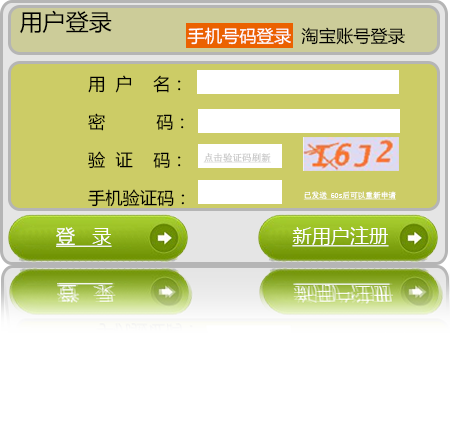 用户登录
手机号码登录 淘宝账号登录
用 户 名：
密 码：
验 证 码： 点击验证码刷新 I6J2
手机验证码： 已发送 60s后可以重新申请
登 录 新用户注册